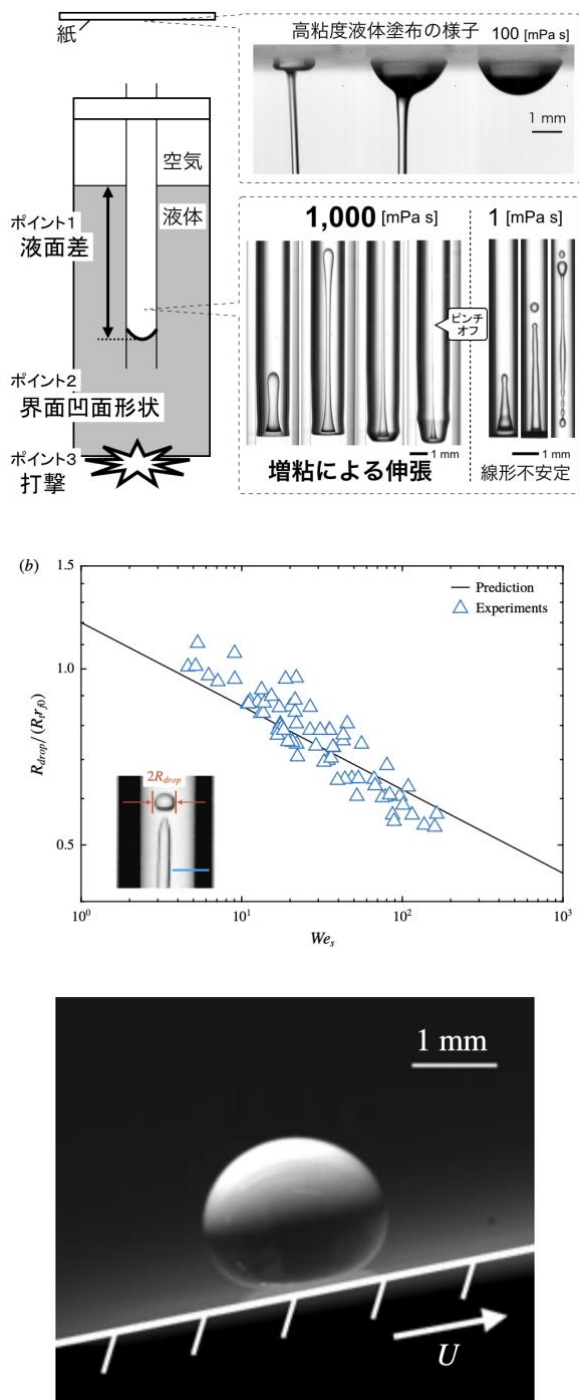 紙
空気
液体
ポイント1
液面差
ポイント2
界面凹面形状
ポイント3
打撃
高粘度液体塗布の様子 100 [mPa s]
1 mm
1,000 [mPa s]
1 [mPa s]
ピンチ
オフ
1 mm
1 mm
増粘による伸張
線形不安定
(b)
1.5
1.0
0.5
R_drop/(R_t r_j0)
Prediction
Experiments
2R_drop
10^0
10^1
10^2
10^3
We_s
1 mm
U